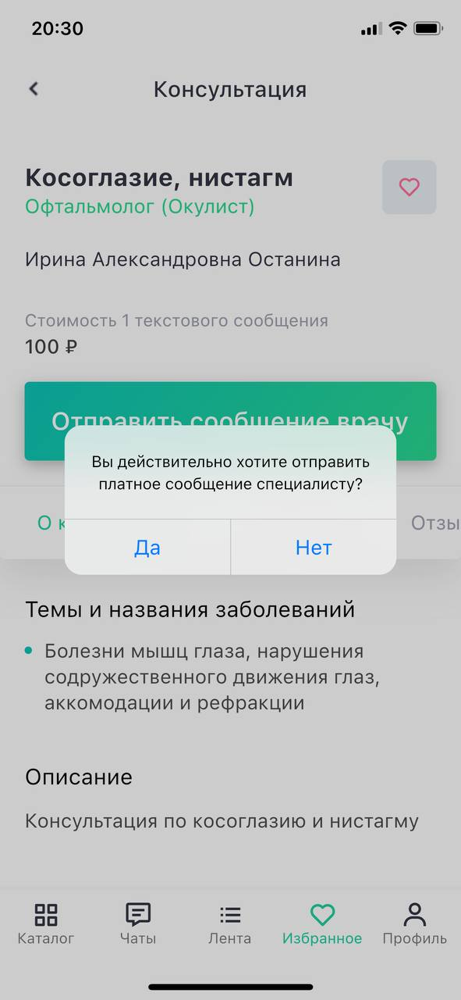 20:30
Консультация
Косоглазие, нистагм
Офтальмолог (Окулист)
Ирина Александровна Останина
Стоимость 1 текстового сообщения
100 ₽
Отправить сообщение врачу
Вы действительно хотите отправить
платное сообщение специалисту?
Да
Нет
О к
Отзы
Темы и названия заболеваний
Болезни мышц глаза, нарушения
содружественного движения глаз,
аккомодации и рефракции
Описание
Консультация по косоглазию и нистагму
Каталог
Чаты
Лента
Избранное
Профиль